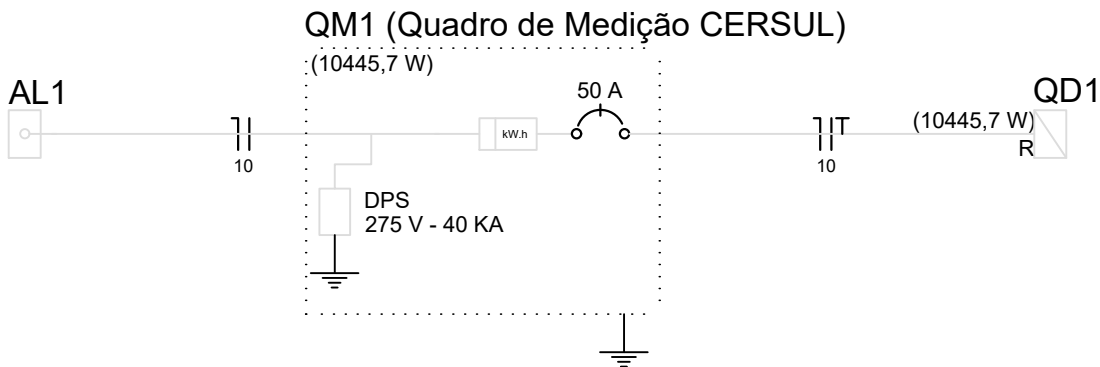 QM1 (Quadro de Medição CERSUL)
(10445,7 W)
AL1
50 A
QD1
(10445,7 W)
kW.h
T
R
10
10
DPS
275 V - 40 KA